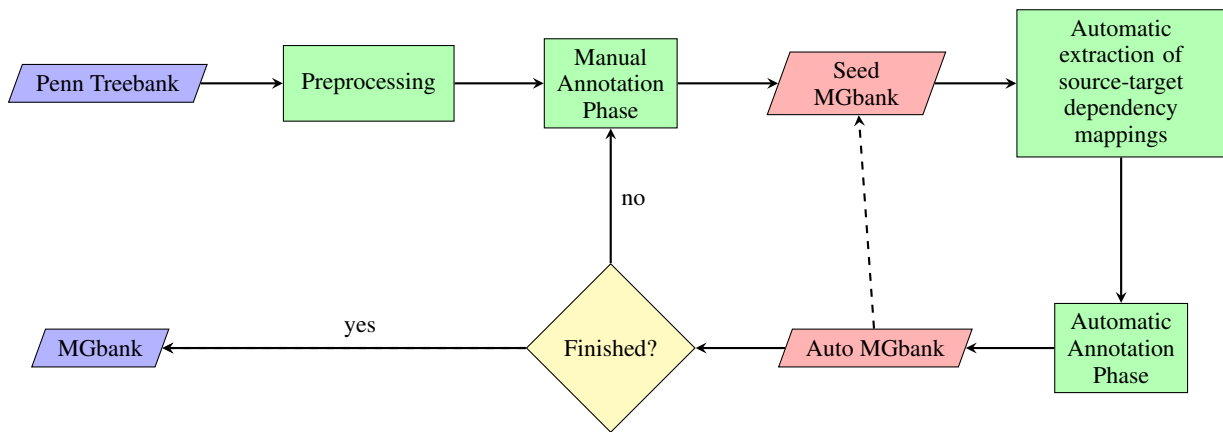 Penn Treebank
Preprocessing
Manual
Annotation
Phase
Seed
MGbank
Automatic
extraction of
source-target
dependency
mappings
no
MGbank
yes
Finished?
Auto MGbank
Automatic
Annotation
Phase